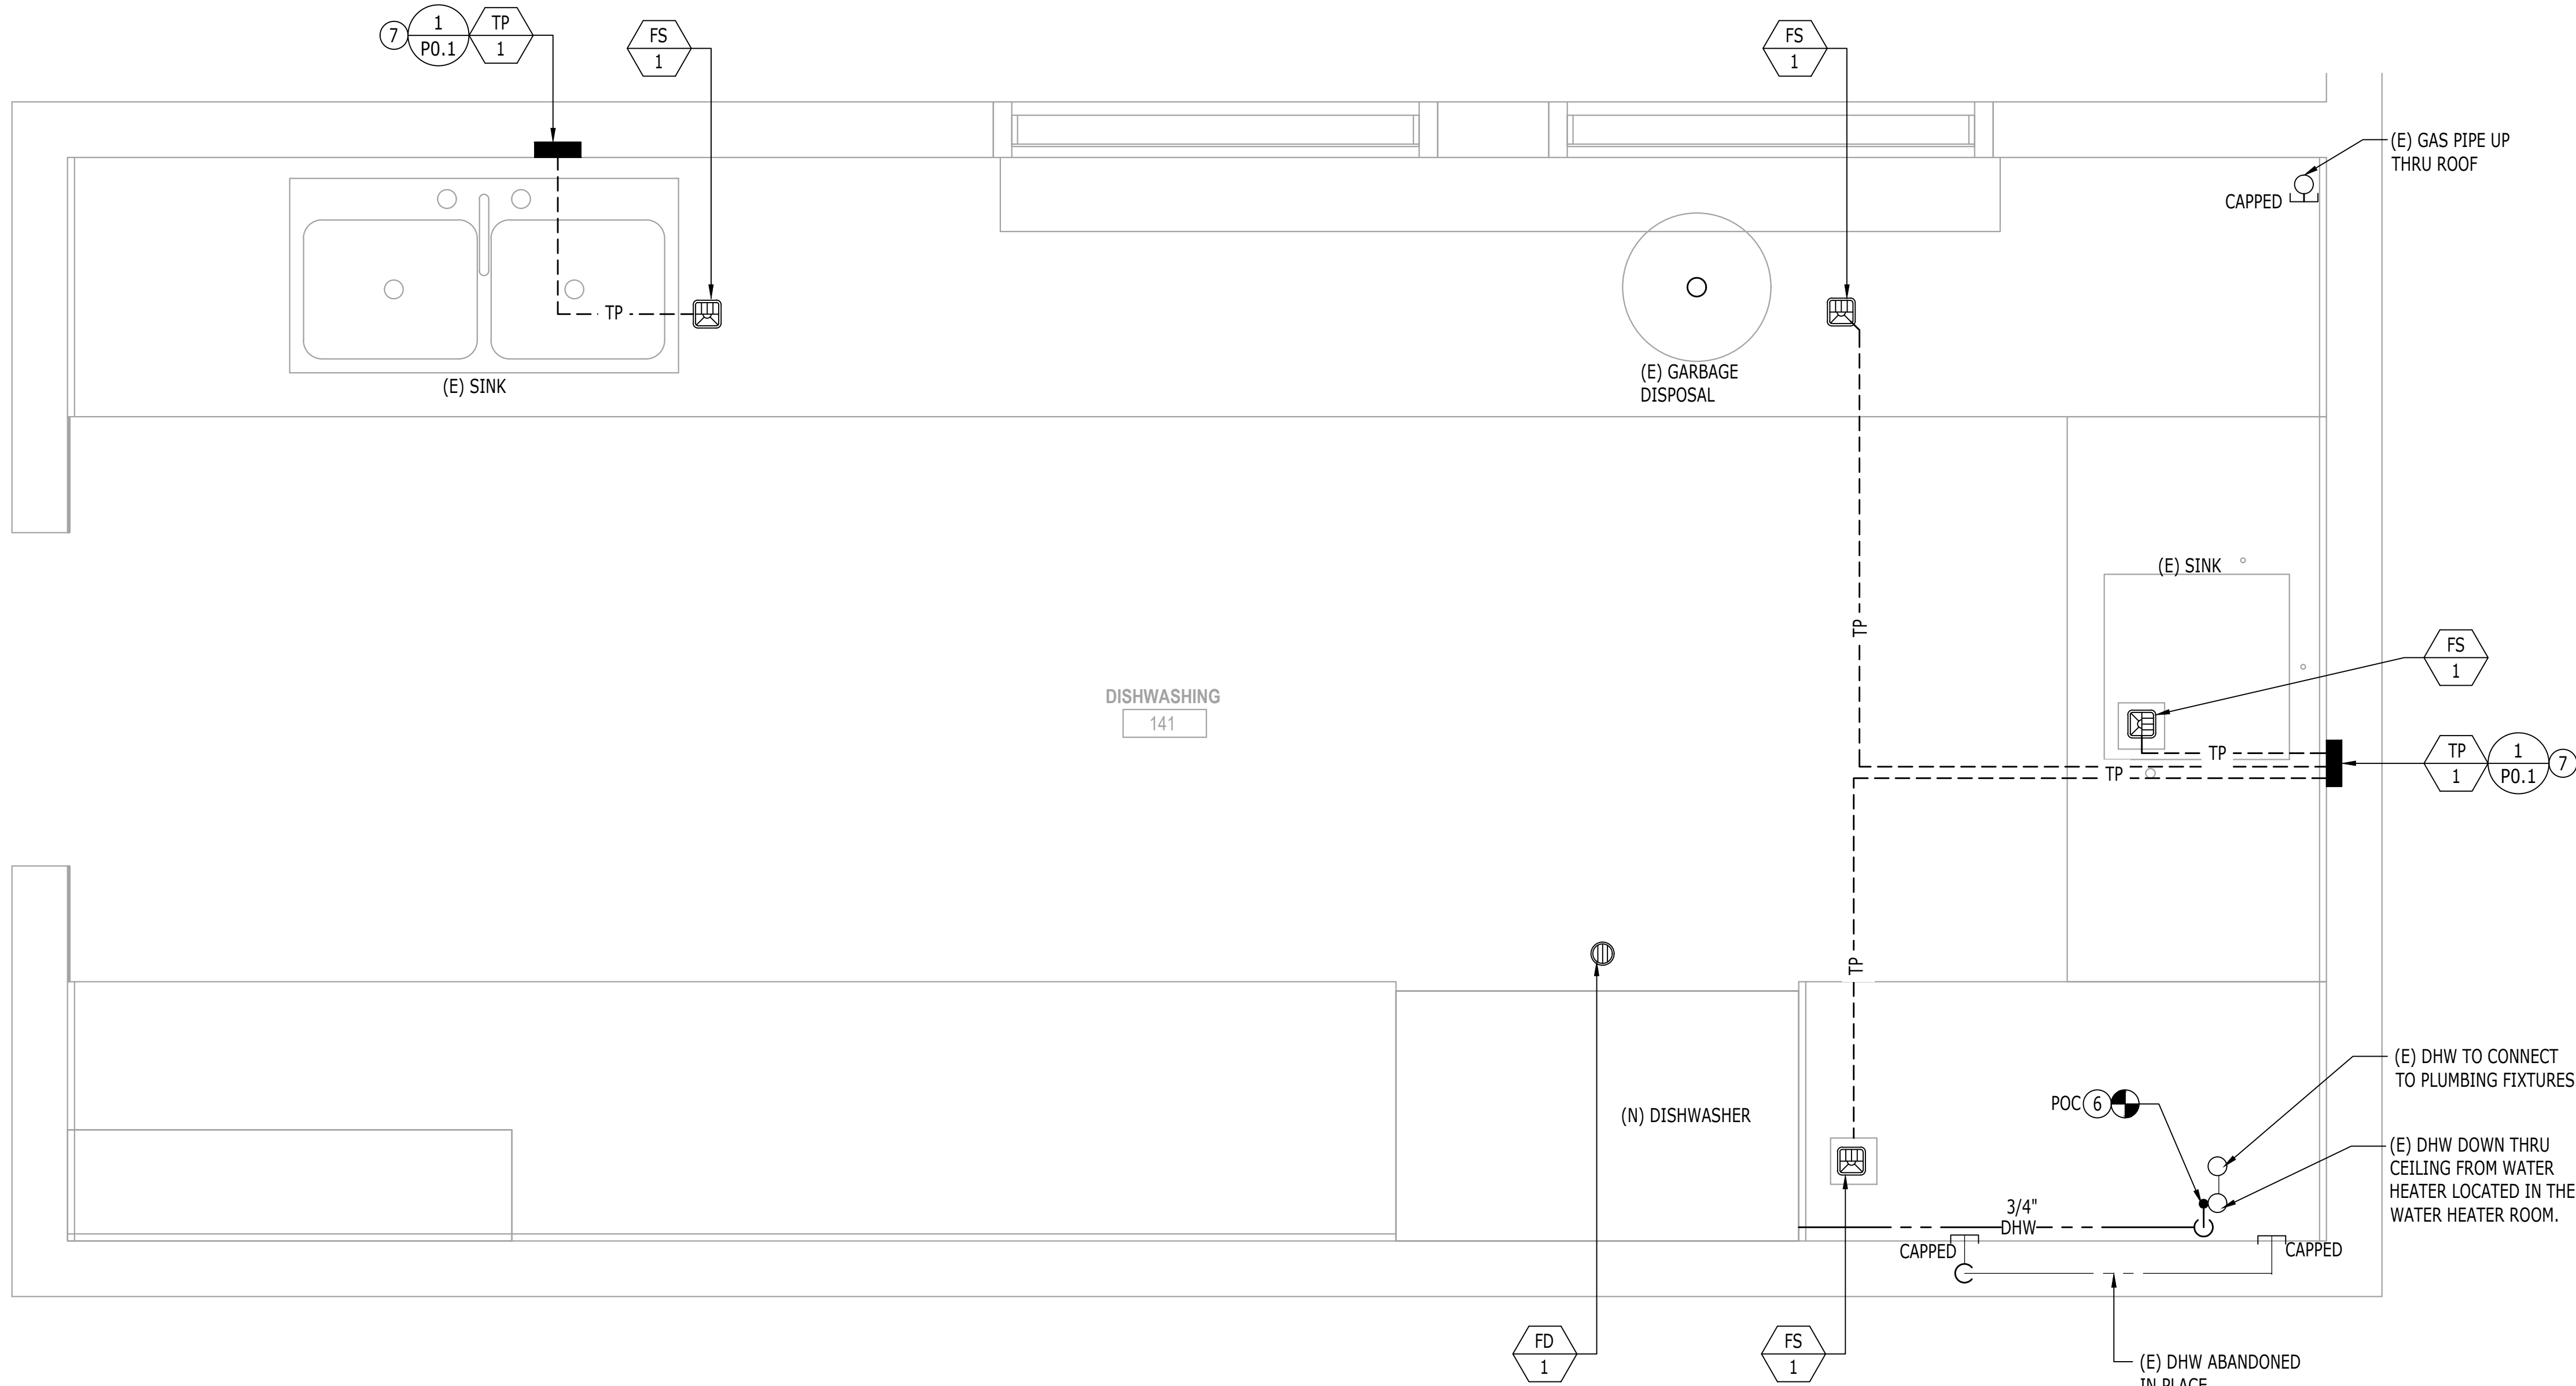 7
1
P0.1
TP
1
FS
1
FS
1
(E) GAS PIPE UP
THRU ROOF
CAPPED
TP
(E) SINK
(E) GARBAGE
DISPOSAL
(E) SINK
TP
FS
1
DISHWASHING
141
TP
TP
TP
1
1
P0.1
7
TP
(N) DISHWASHER
POC
6
(E) DHW TO CONNECT
TO PLUMBING FIXTURES
(E) DHW DOWN THRU
CEILING FROM WATER
HEATER LOCATED IN THE
WATER HEATER ROOM.
3/4"
DHW
CAPPED
CAPPED
FD
1
FS
1
(E) DHW ABANDONED
IN PLACE